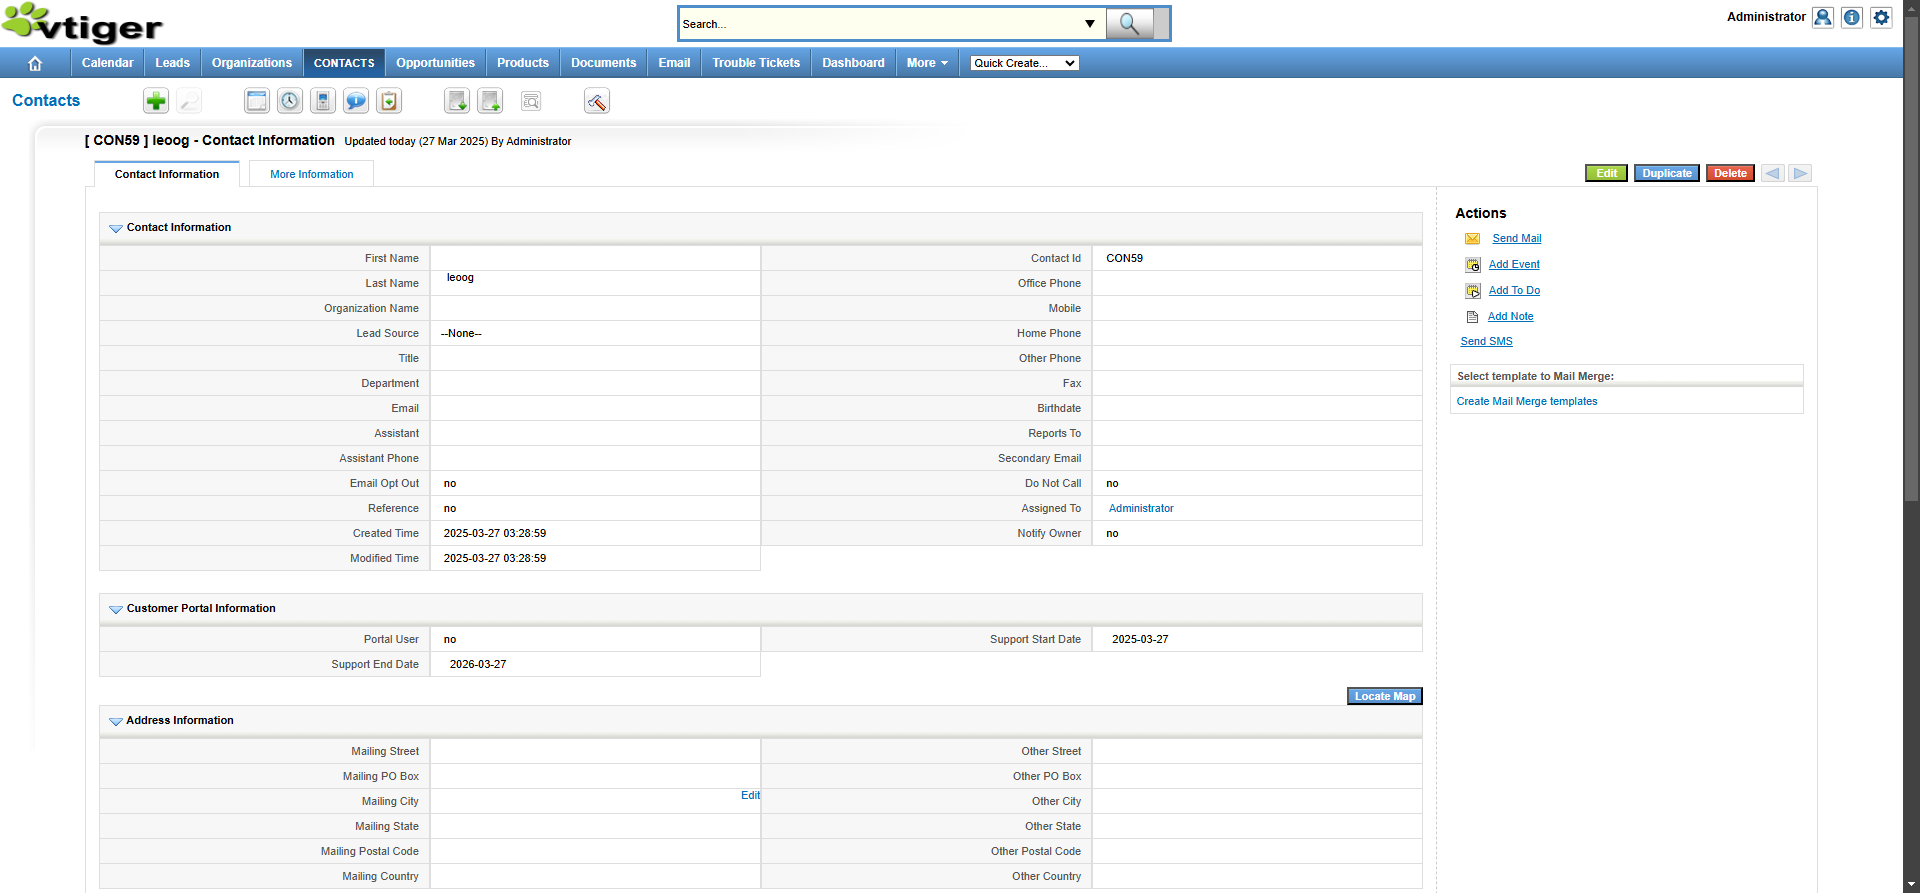 vtiger
Search...
Administrator
Calendar Leads Organizations CONTACTS Opportunities Products Documents Email Trouble Tickets Dashboard More Quick Create...
Contacts
[ CON59 ] leoog - Contact Information Updated today (27 Mar 2025) By Administrator
Contact Information More Information
Edit Duplicate Delete
Contact Information
First Name Contact Id CON59
Last Name leoog Office Phone
Organization Name Mobile
Lead Source --None-- Home Phone
Title Other Phone
Department Fax
Email Birthdate
Assistant Reports To
Assistant Phone Secondary Email
Email Opt Out no Do Not Call no
Reference no Assigned To Administrator
Created Time 2025-03-27 03:28:59 Notify Owner no
Modified Time 2025-03-27 03:28:59
Customer Portal Information
Portal User no Support Start Date 2025-03-27
Support End Date 2026-03-27
Locate Map
Address Information
Mailing Street Other Street
Mailing PO Box Other PO Box
Mailing City Edit Other City
Mailing State Other State
Mailing Postal Code Other Postal Code
Mailing Country Other Country
Actions
Send Mail
Add Event
Add To Do
Add Note
Send SMS
Select template to Mail Merge:
Create Mail Merge templates